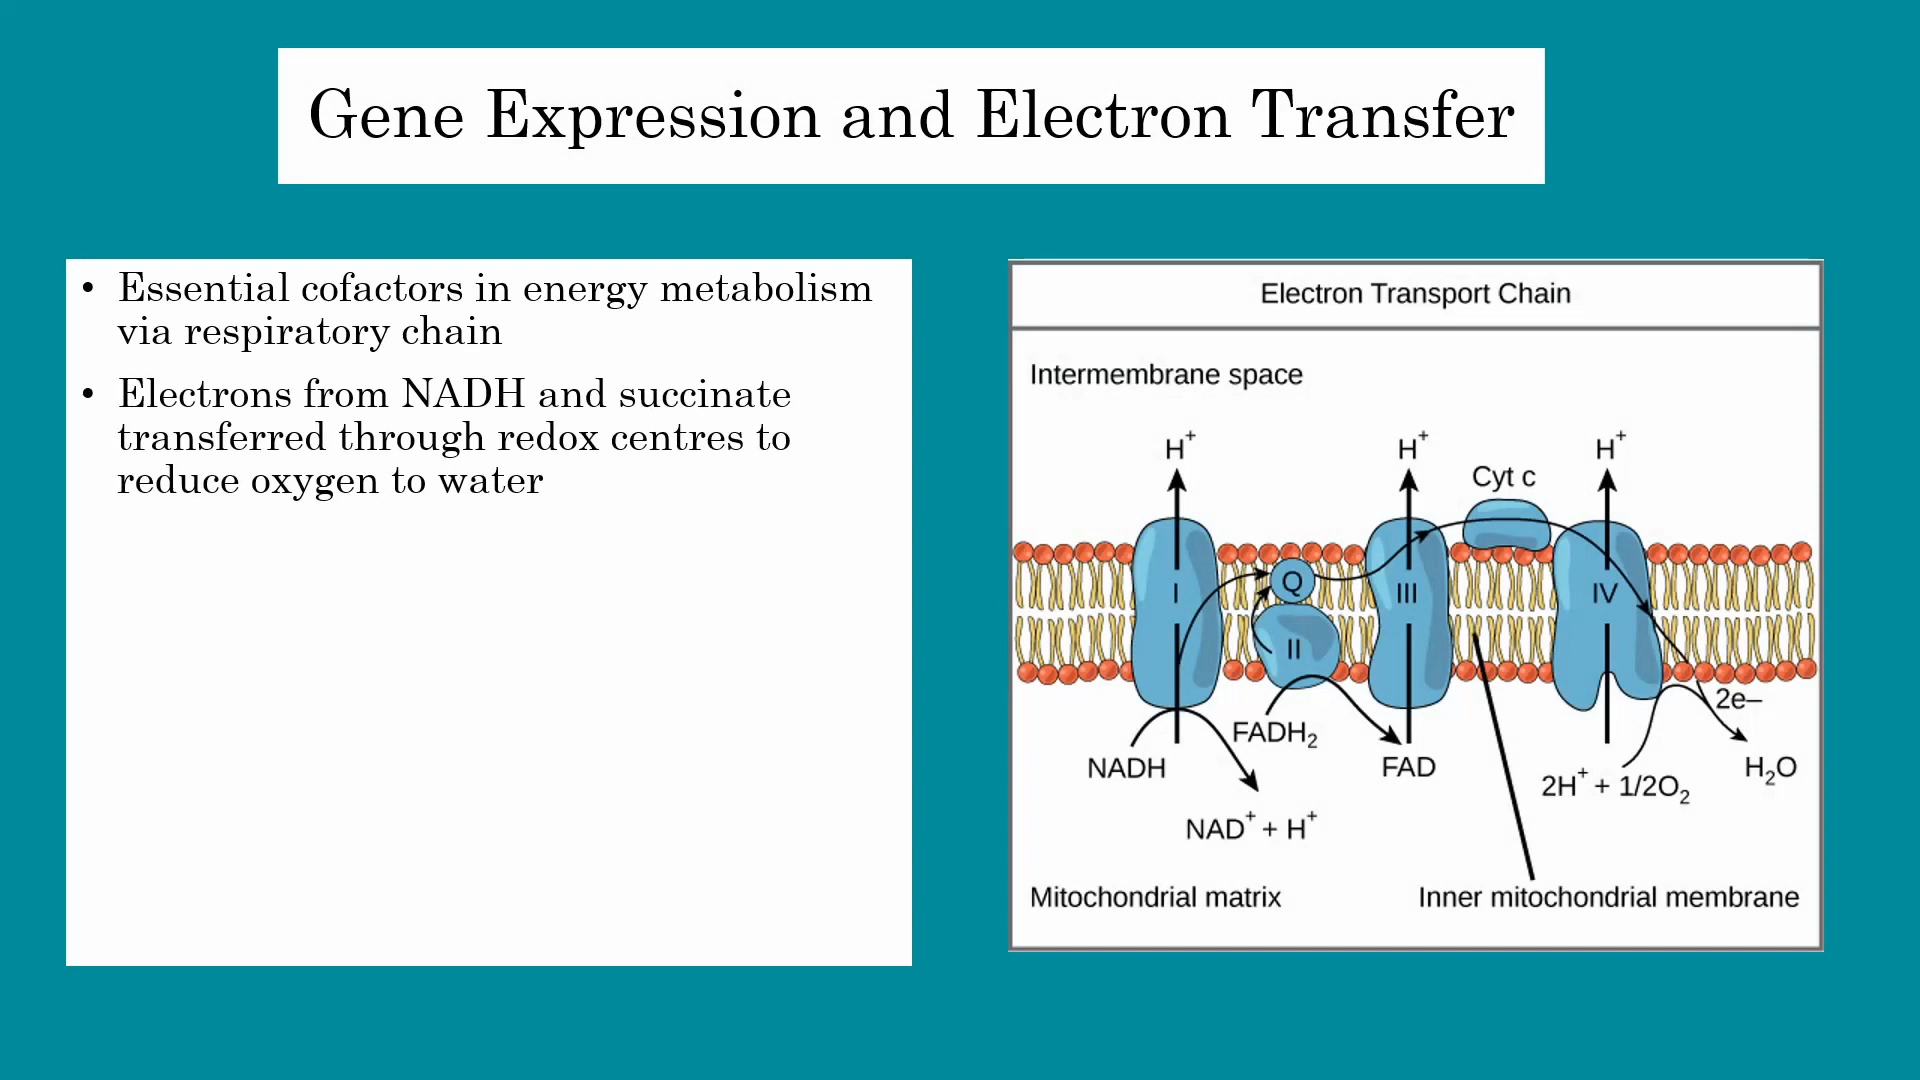 Gene Expression and Electron Transfer
• Essential cofactors in energy metabolism
via respiratory chain
• Electrons from NADH and succinate
transferred through redox centres to
reduce oxygen to water
Electron Transport Chain
Intermembrane space
H⁺
H⁺
H⁺
Cyt c
Q
I
III
IV
II
2e–
FADH₂
NADH
FAD
H₂O
2H⁺ + 1/2O₂
NAD⁺ + H⁺
Mitochondrial matrix
Inner mitochondrial membrane